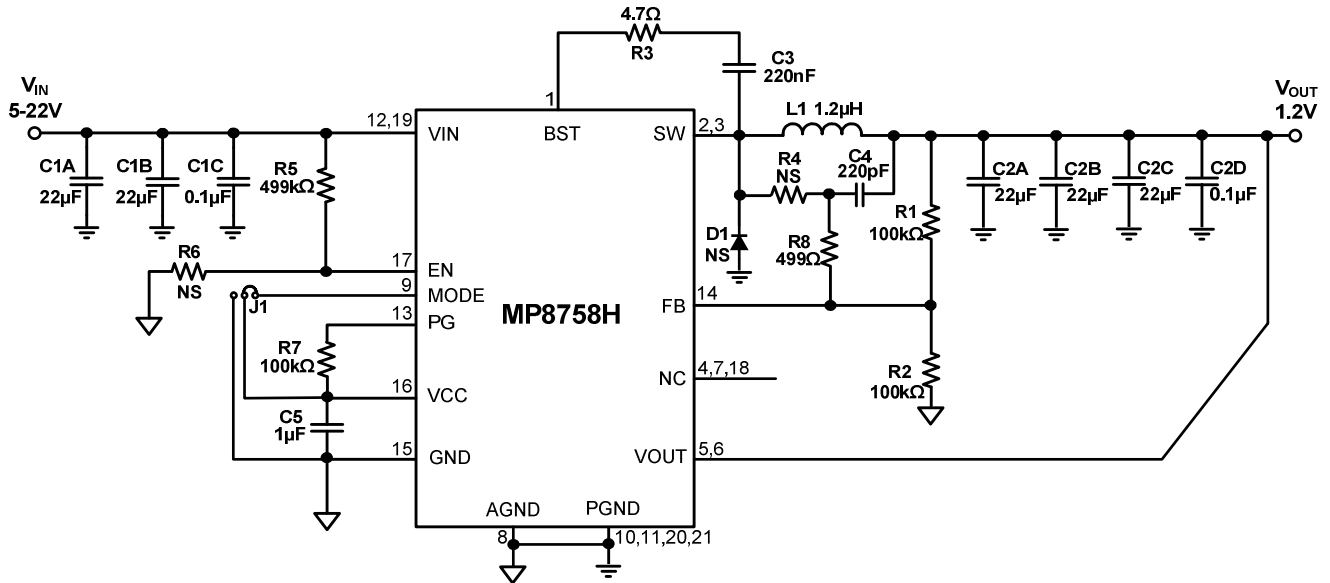 4.7Ω
R3
C3
220nF
VIN
5-22V
12,19
VIN
1
BST
SW
2,3
L1 1.2µH
VOUT
1.2V
C1A
22µF
C1B
22µF
C1C
0.1µF
R5
499kΩ
R4
NS
C4
220pF
R1
100kΩ
C2A
22µF
C2B
22µF
C2C
22µF
C2D
0.1µF
D1
NS
R8
499Ω
R6
NS
17
EN
9
MODE
J1
13
PG
MP8758H
FB
14
R7
100kΩ
NC
4,7,18
R2
100kΩ
16
VCC
C5
1µF
15
GND
VOUT
5,6
AGND
PGND
8
10,11,20,21